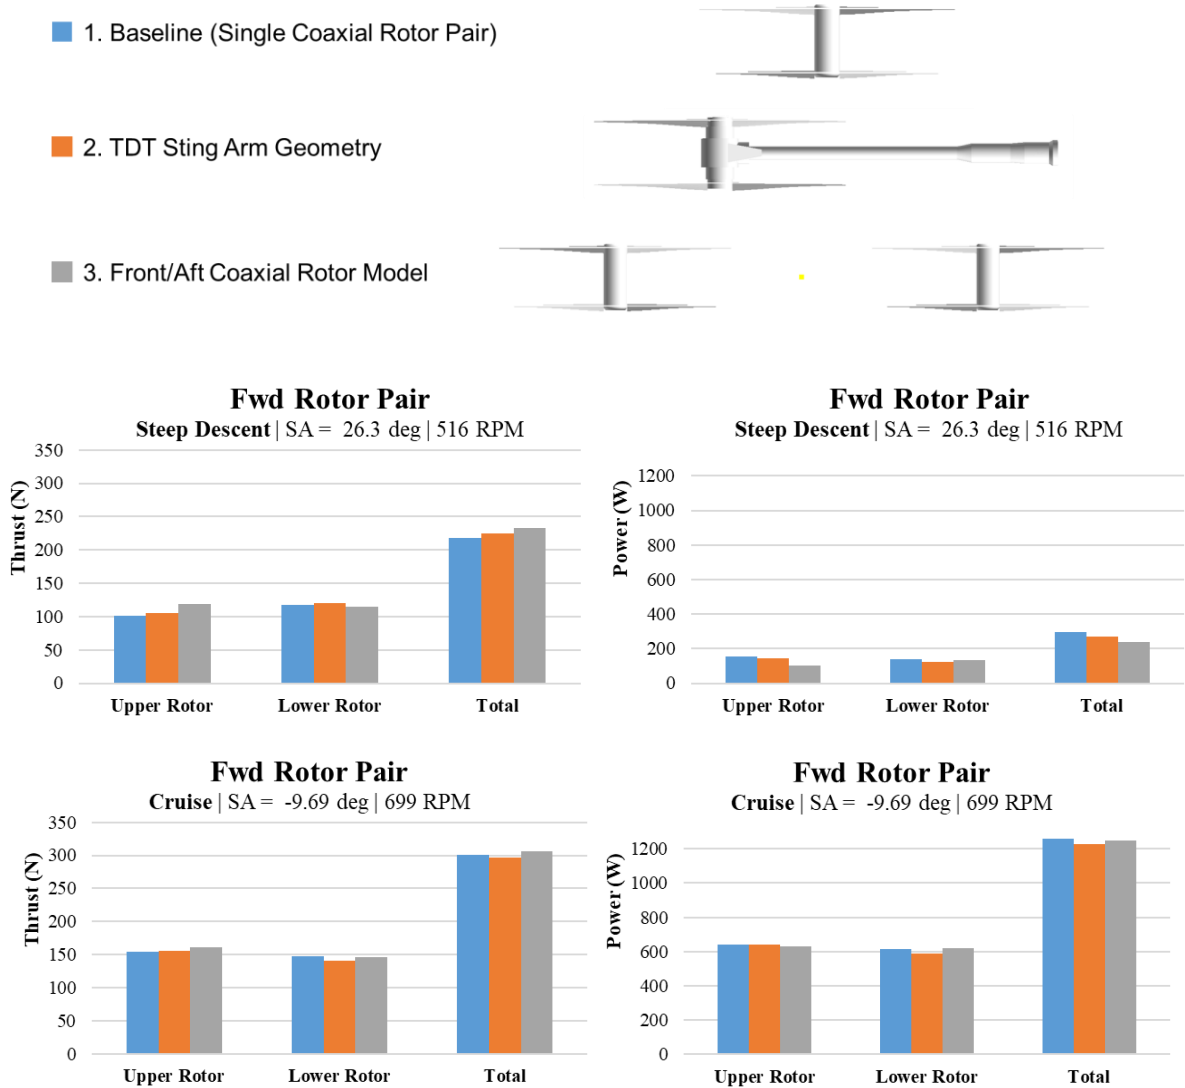 1. Baseline (Single Coaxial Rotor Pair)
2. TDT Sting Arm Geometry
3. Front/Aft Coaxial Rotor Model
Fwd Rotor Pair
Steep Descent | SA = 26.3 deg | 516 RPM
Thrust (N)
350
300
250
200
150
100
50
0
Upper Rotor
Lower Rotor
Total
Fwd Rotor Pair
Steep Descent | SA = 26.3 deg | 516 RPM
Power (W)
1200
1000
800
600
400
200
0
Upper Rotor
Lower Rotor
Total
Fwd Rotor Pair
Cruise | SA = -9.69 deg | 699 RPM
Thrust (N)
350
300
250
200
150
100
50
0
Upper Rotor
Lower Rotor
Total
Fwd Rotor Pair
Cruise | SA = -9.69 deg | 699 RPM
Power (W)
1200
1000
800
600
400
200
0
Upper Rotor
Lower Rotor
Total